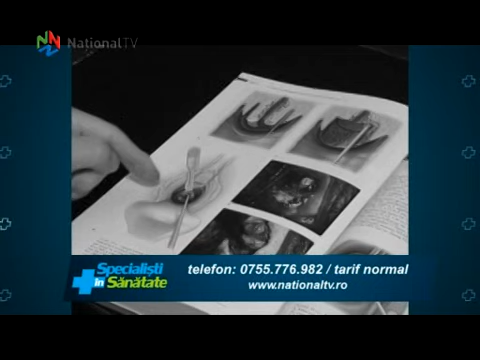 NationalTV
Specialiști
în
Sănătate
telefon: 0755.776.982 / tarif normal
www.nationaltv.ro